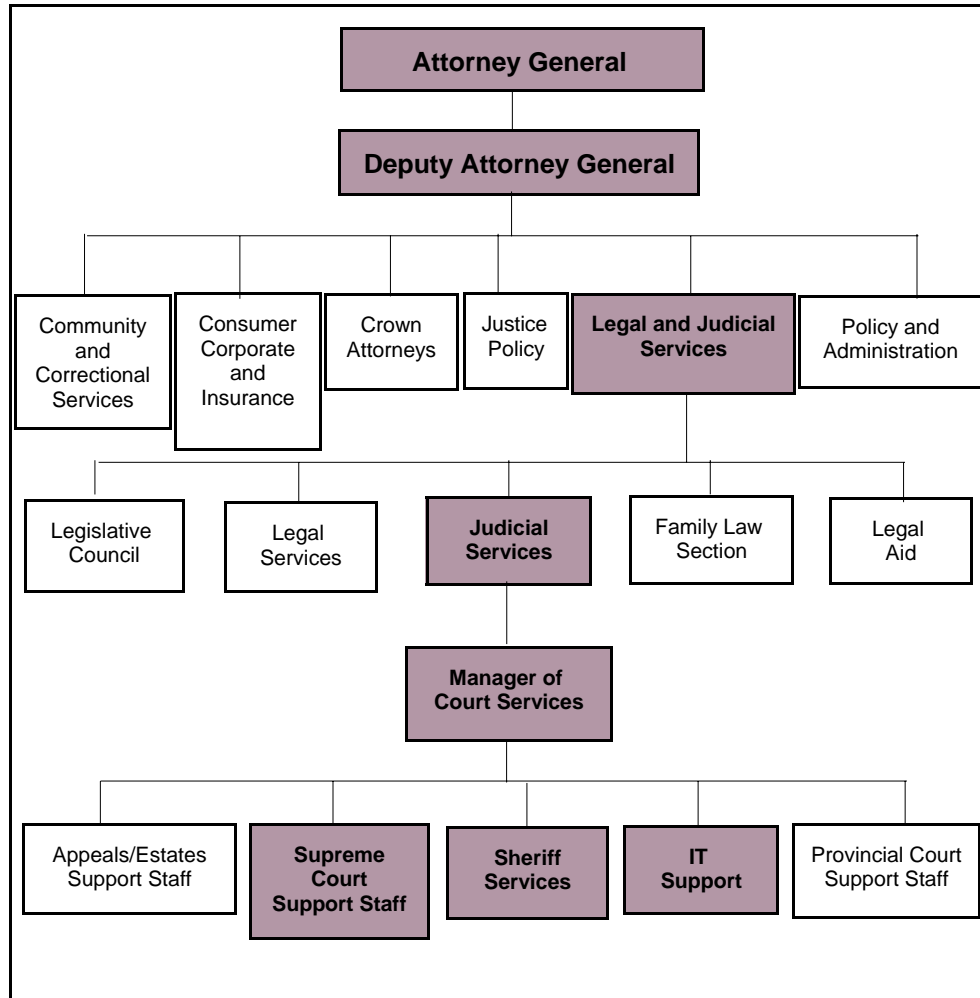 Attorney General
Deputy Attorney General
Community
and
Correctional
Services
Consumer
Corporate
and
Insurance
Crown
Attorneys
Justice
Policy
Legal and Judicial
Services
Policy and
Administration
Legislative
Council
Legal
Services
Judicial
Services
Family Law
Section
Legal
Aid
Manager of
Court Services
Appeals/Estates
Support Staff
Supreme
Court
Support Staff
Sheriff
Services
IT
Support
Provincial Court
Support Staff